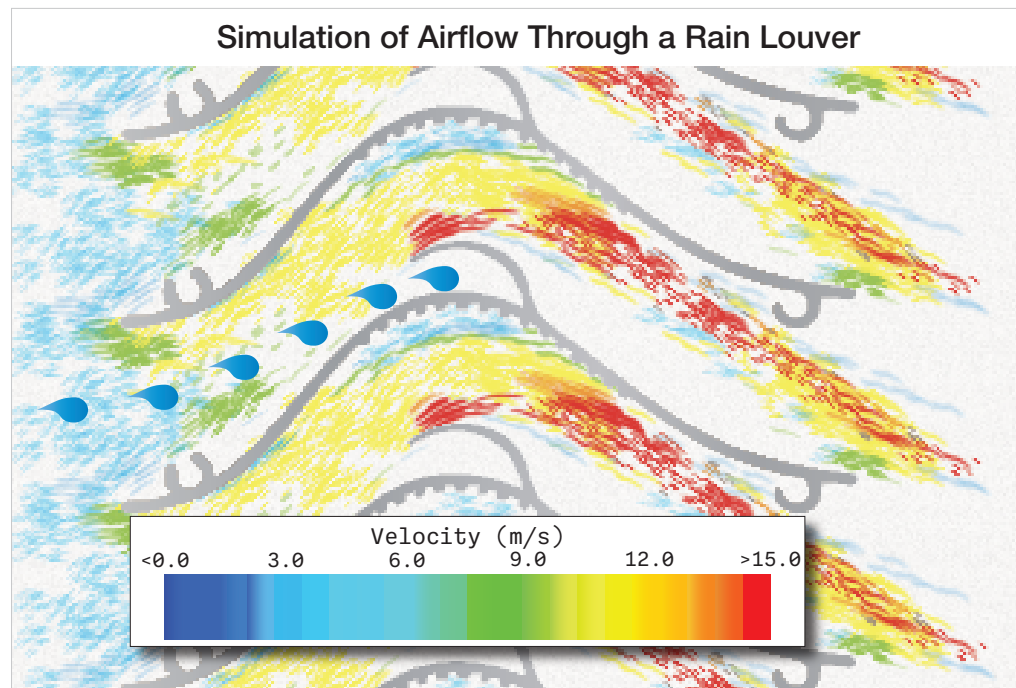 Simulation of Airflow Through a Rain Louver
Velocity (m/s)
<0.0 3.0 6.0 9.0 12.0 >15.0